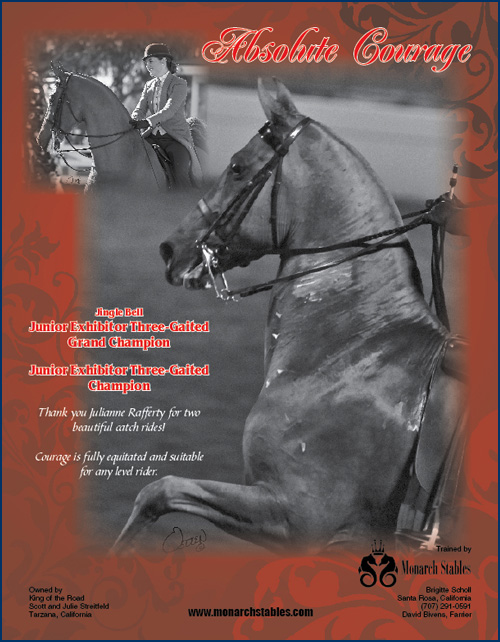 Absolute Courage
Jingle Bell
Junior Exhibitor Three-Gaited
Grand Champion
Junior Exhibitor Three-Gaited
Champion
Thank you Julianne Rafferty for two
beautiful catch rides!
Courage is fully equitated and suitable
for any level rider.
Owned by
King of the Road
Scott and Julie Streitfeld
Tarzana, California
www.monarchstables.com
Trained by
Monarch Stables
Brigitte Scholl
Santa Rosa, California
(707) 291-0591
David Bivens, Farrier